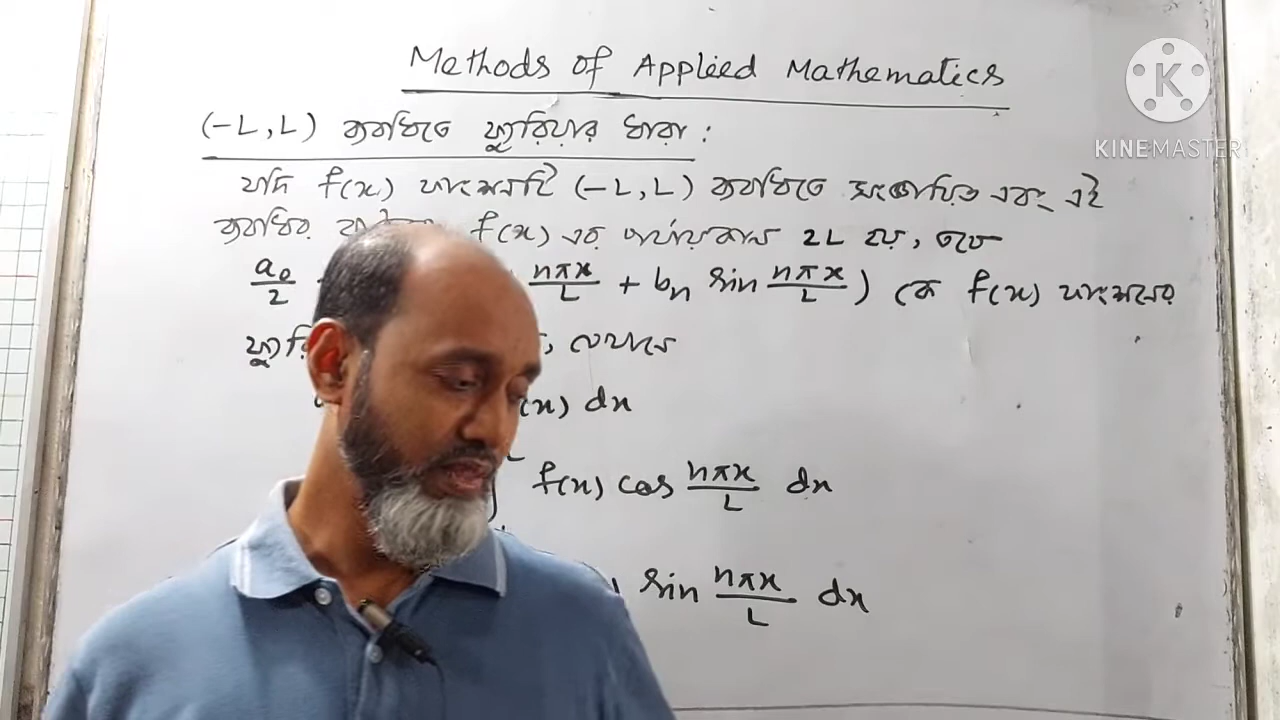 Methods of Applied Mathematics
K
KINEMASTER
(-L, L) ব্যবধিতে ফ্যুরিয়ার ধারা :
যদি f(x) ফাংশনটি (-L, L) ব্যবধিতে সংজ্ঞায়িত এবং এই
ব্যবধির f(x) এর পর্যায়কাল 2L হয়, তবে
a₀/2 nπx/L + bₙ sin nπx/L ) কে f(x) ফাংশনের
ফ্যুরি , যেখানে
(x) dx
f(x) cos nπx/L dx
sin nπx/L dx